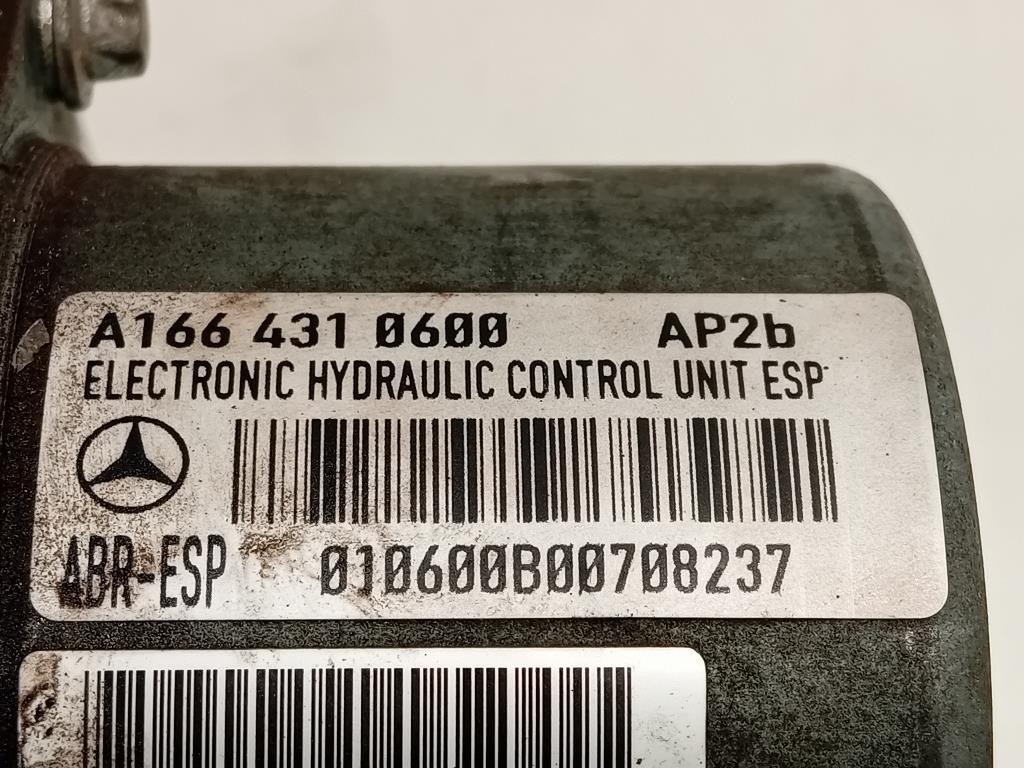 A166 431 0600 AP2b
ELECTRONIC HYDRAULIC CONTROL UNIT ESP
ABR-ESP 010600B00708237